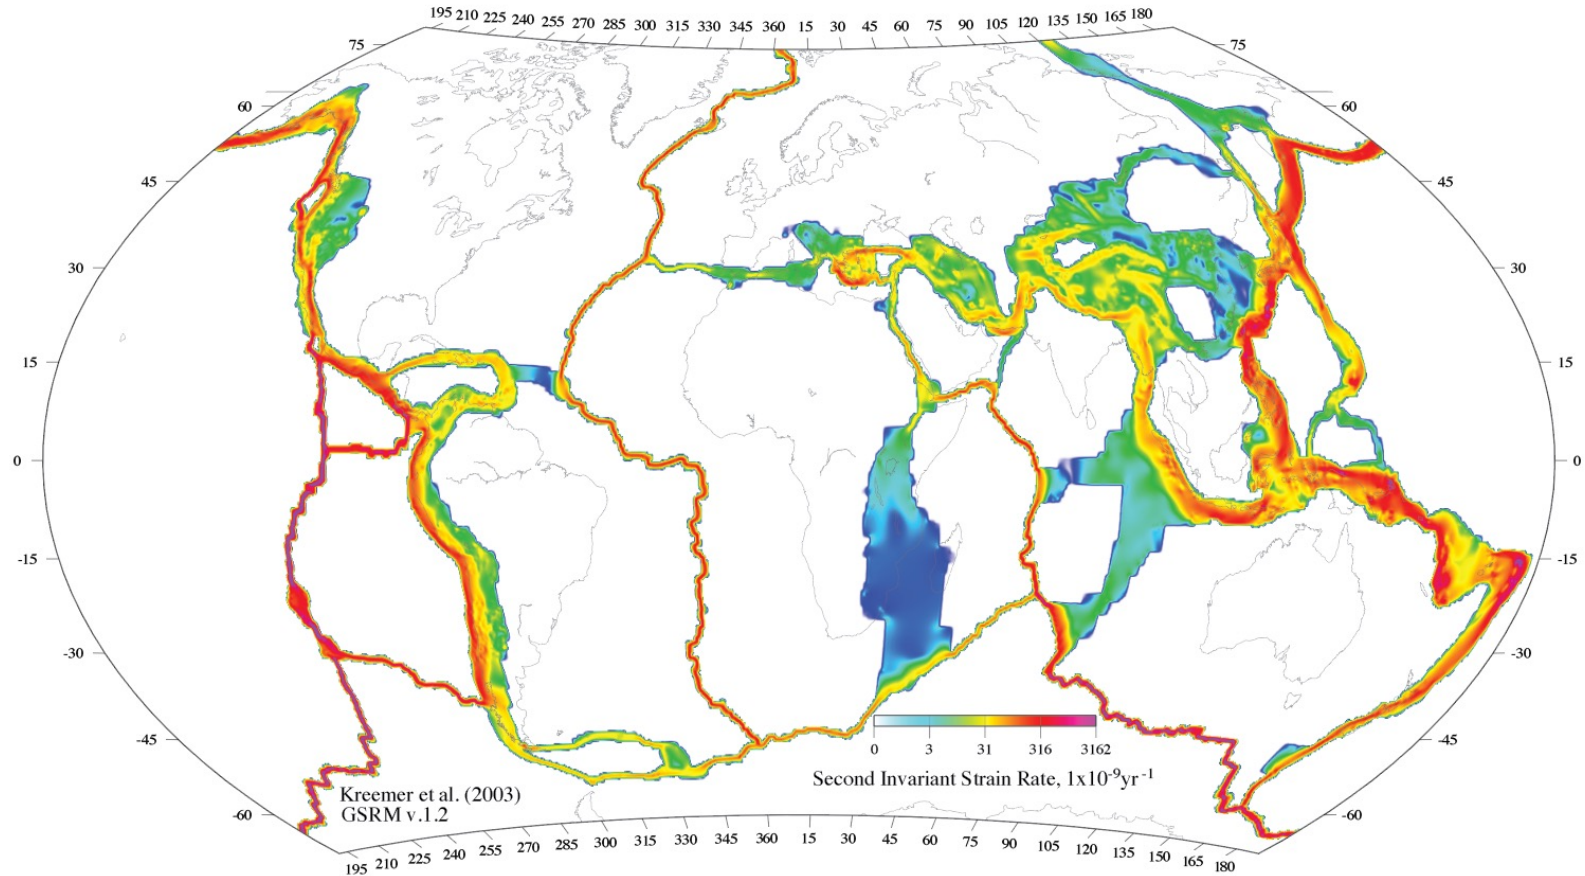 195 210 225 240 255 270 285 300 315 330 345 360 15 30 45 60 75 90 105 120 135 150 165 180
75 75
60 60
45 45
30 30
15 15
0 0
-15 -15
-30 -30
-45 -45
-60 -60
0 3 31 316 3162
Second Invariant Strain Rate, 1x10⁻⁹yr⁻¹
Kreemer et al. (2003)
GSRM v.1.2
195 210 225 240 255 270 285 300 315 330 345 360 15 30 45 60 75 90 105 120 135 150 165 180